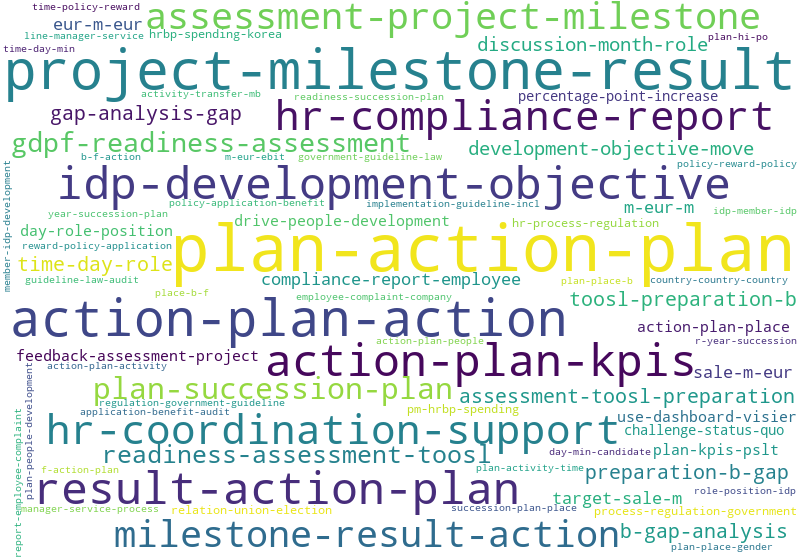 time-policy-reward
eur-m-eur
assessment-project-milestone
line-manager-service
hrbp-spending-korea
discussion-month-role
plan-hi-po
time-day-min
project-milestone-result
activity-transfer-mb
readiness-succession-plan
percentage-point-increase
gap-analysis-gap
hr-compliance-report
gdpf-readiness-assessment
development-objective-move
b-f-action
m-eur-ebit
government-guideline-law
policy-reward-policy
member-idp-development
idp-development-objective
policy-application-benefit
implementation-guideline-incl
m-eur-m
idp-member-idp
year-succession-plan
drive-people-development
hr-process-regulation
day-role-position
reward-policy-application
plan-action-plan
time-day-role
guideline-law-audit
compliance-report-employee
plan-place-b
country-country-country
place-b-f
employee-complaint-company
toosl-preparation-b
action-plan-action
action-plan-place
action-plan-people
r-year-succession
feedback-assessment-project
action-plan-kpis
action-plan-activity
sale-m-eur
plan-people-development
plan-succession-plan
assessment-toosl-preparation
regulation-government-guideline
application-benefit-audit
pm-hrbp-spending
use-dashboard-visier
report-employee-complaint
hr-coordination-support
challenge-status-quo
readiness-assessment-toosl
day-min-candidate
plan-kpis-pslt
f-action-plan
plan-activity-time
preparation-b-gap
result-action-plan
role-position-idp
target-sale-m
manager-service-process
relation-union-election
succession-plan-place
process-regulation-government
milestone-result-action
b-gap-analysis
plan-place-gender